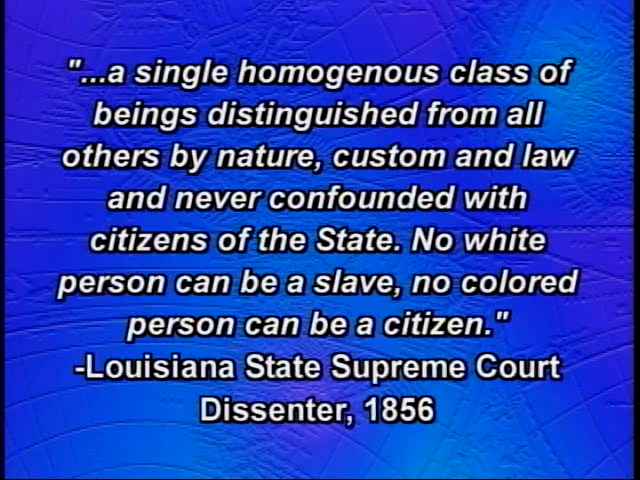 "...a single homogenous class of
beings distinguished from all
others by nature, custom and law
and never confounded with
citizens of the State. No white
person can be a slave, no colored
person can be a citizen."
-Louisiana State Supreme Court
Dissenter, 1856